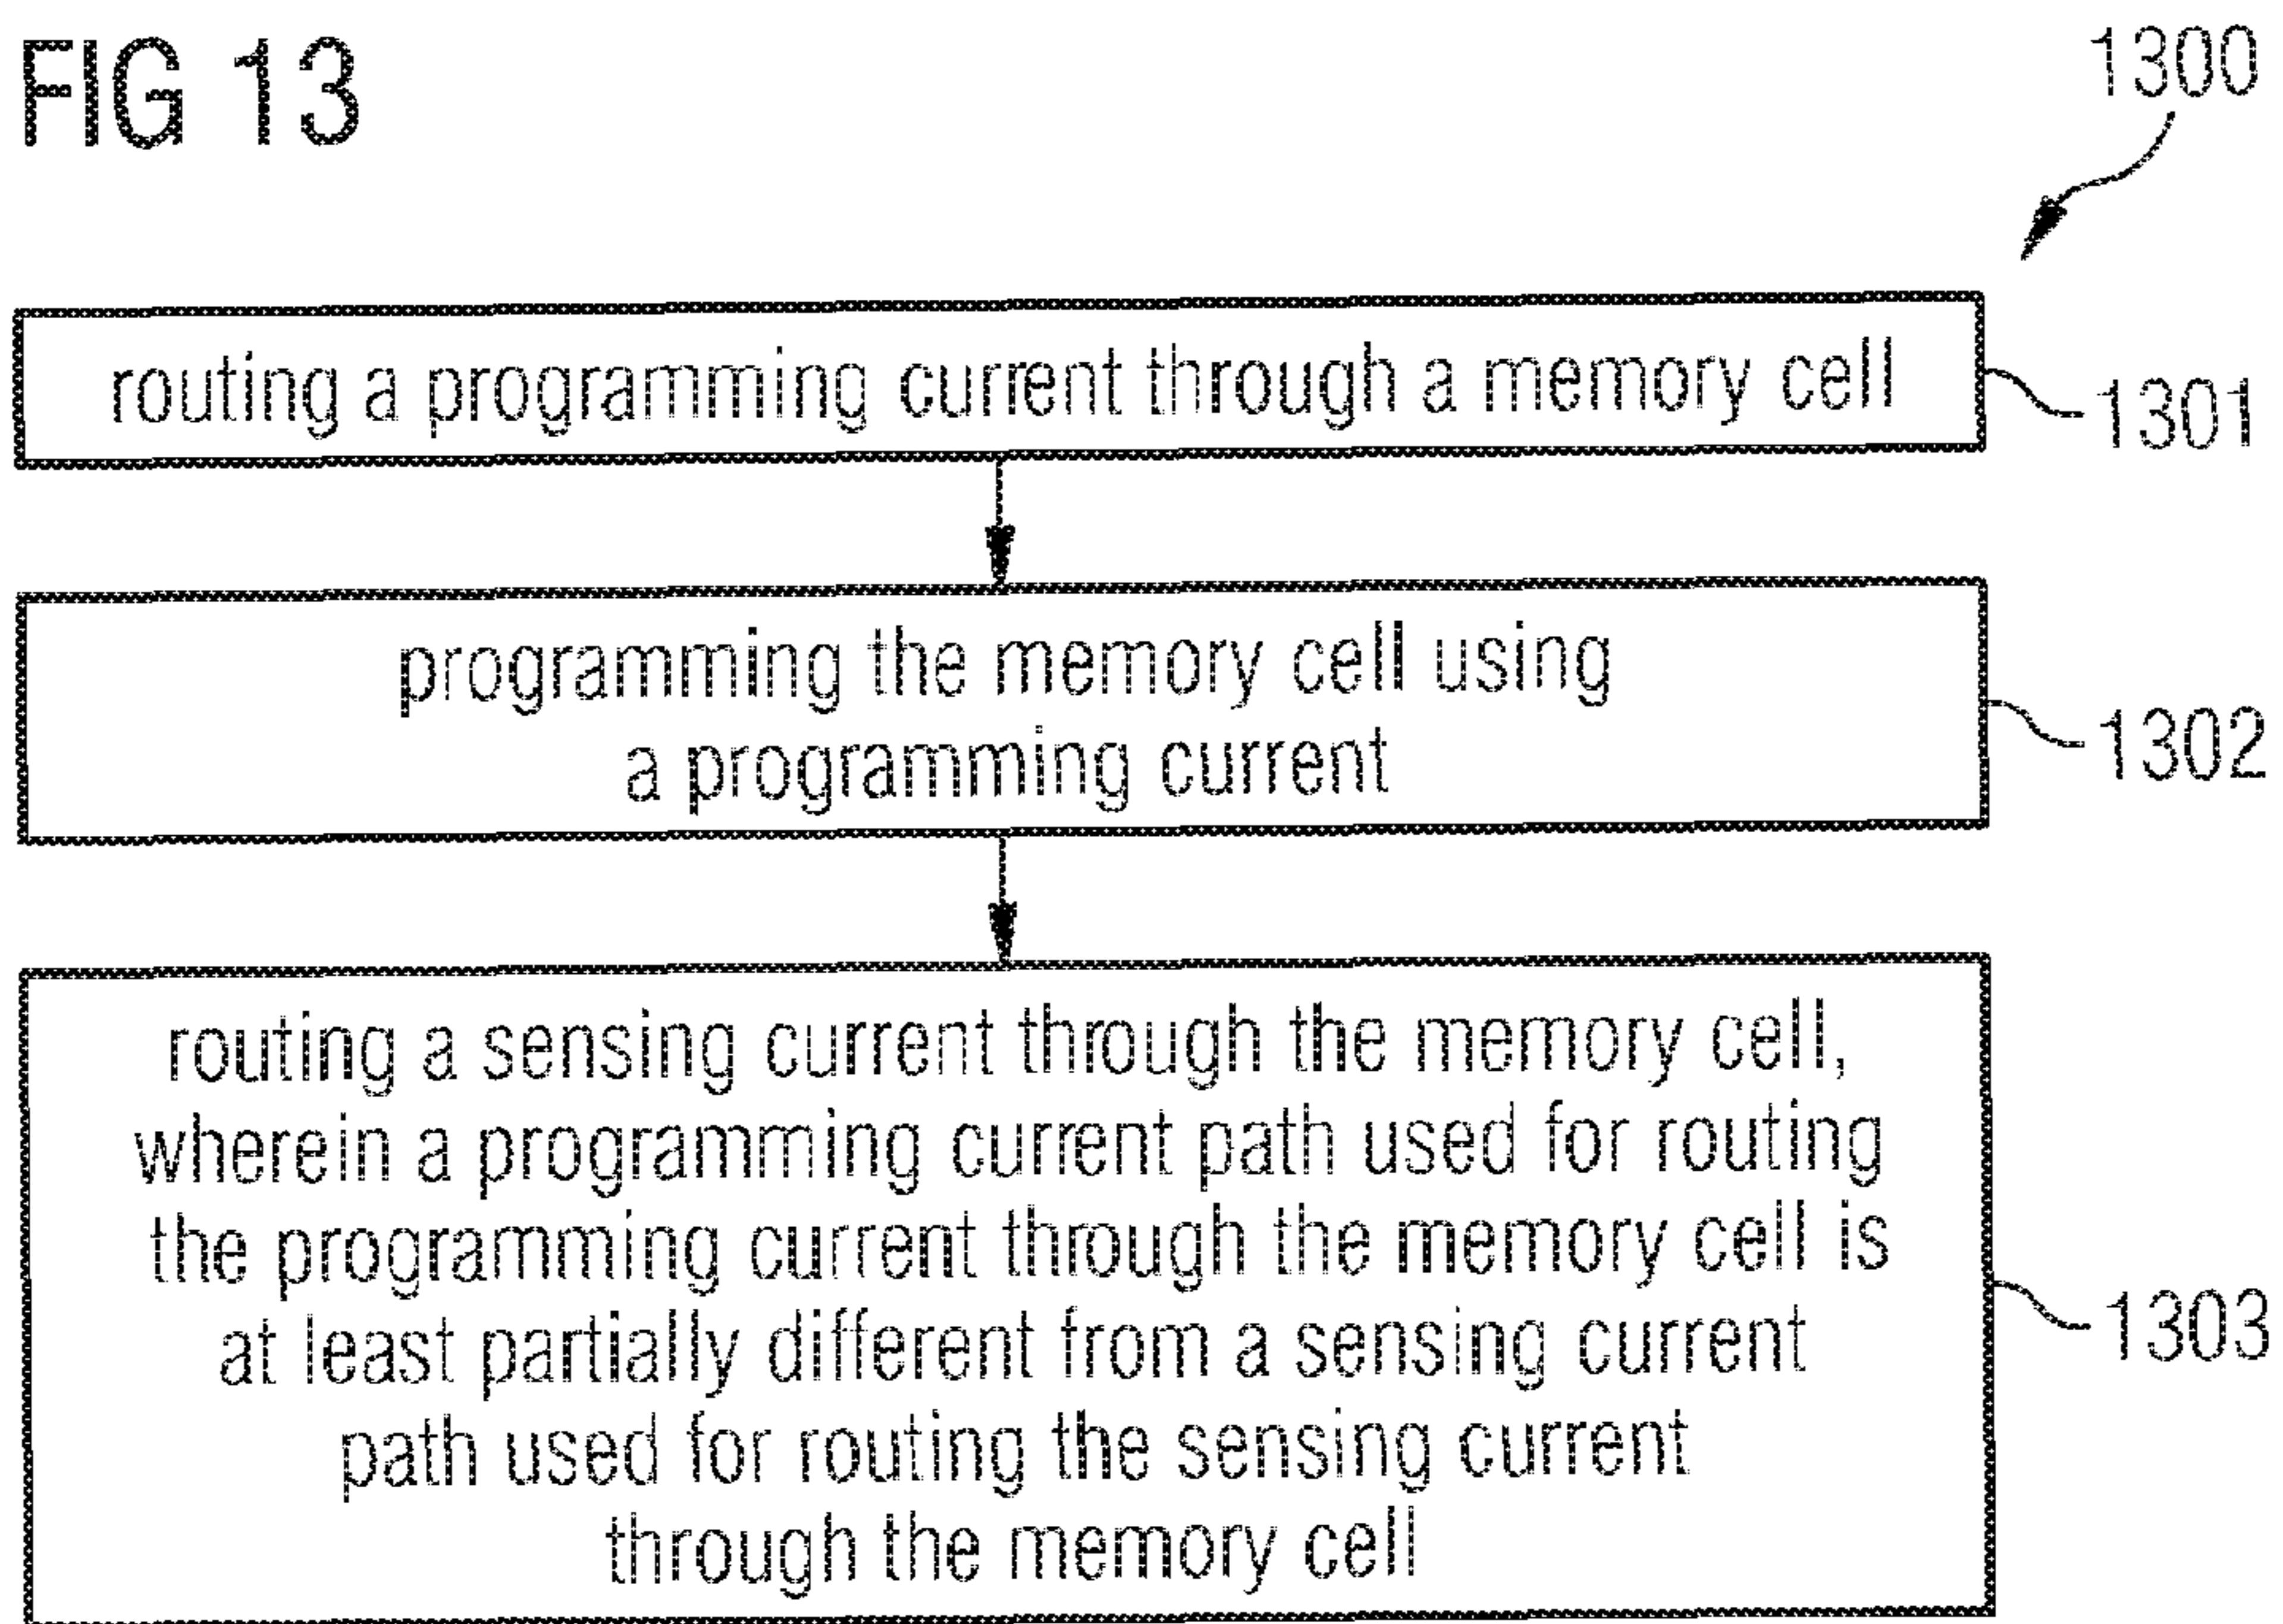 FIG 13
1300
routing a programming current through a memory cell
1301
programming the memory cell using
a programming current
1302
routing a sensing current through the memory cell,
wherein a programming current path used for routing
the programming current through the memory cell is
at least partially different from a sensing current
path used for routing the sensing current
through the memory cell
1303